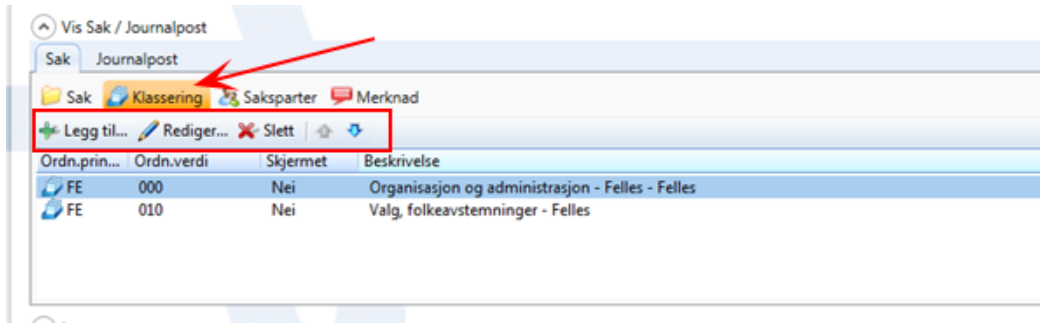 Vis Sak / Journalpost
Sak Journalpost
Sak Klassering Saksparter Merknad
Legg til... Rediger... Slett
Ordn.prin... Ordn.verdi Skjermet Beskrivelse
FE 000 Nei Organisasjon og administrasjon - Felles - Felles
FE 010 Nei Valg, folkeavstemninger - Felles